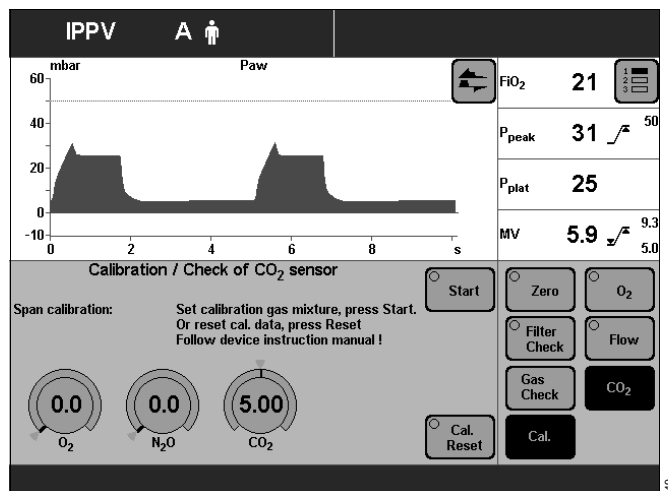 IPPV A
mbar Paw
60
40
20
0
-10
0 2 4 6 8 s
FiO2 21 1 2 3
Ppeak 31 50
Pplat 25
MV 5.9 9.3
5.0
Calibration / Check of CO2 sensor
Span calibration: Set calibration gas mixture, press Start.
Or reset cal. data, press Reset
Follow device instruction manual !
0.0 0.0 5.00
O2 N2O CO2
Start
Cal.
Reset
Zero O2
Filter
Check
Flow
Gas
Check
CO2
Cal.